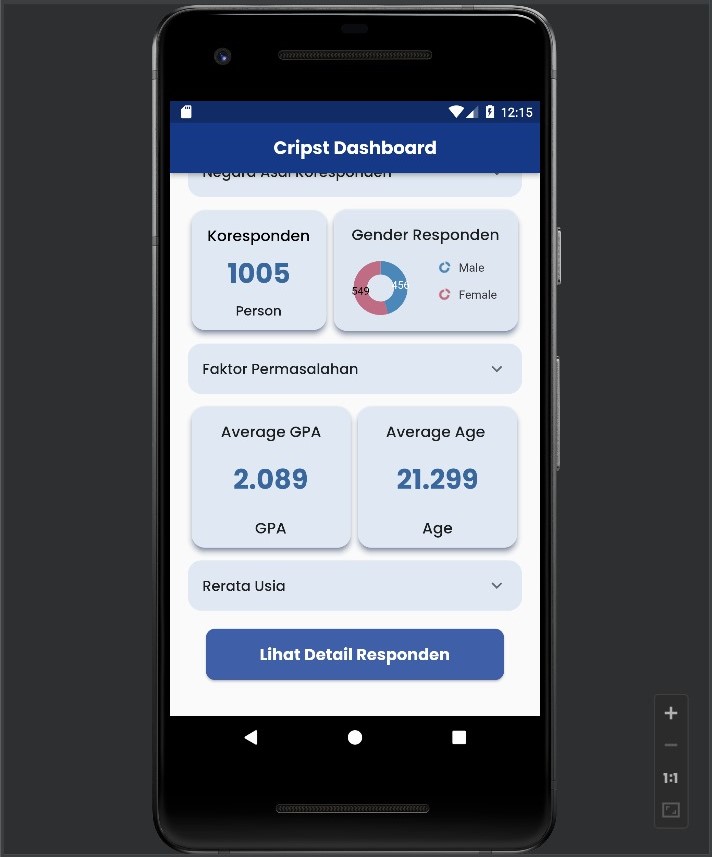 12:15
Cripst Dashboard
Negara Asal Koresponden
Koresponden
1005
Person
Gender Responden
549
456
Male
Female
Faktor Permasalahan
Average GPA
2.089
GPA
Average Age
21.299
Age
Rerata Usia
Lihat Detail Responden
1:1